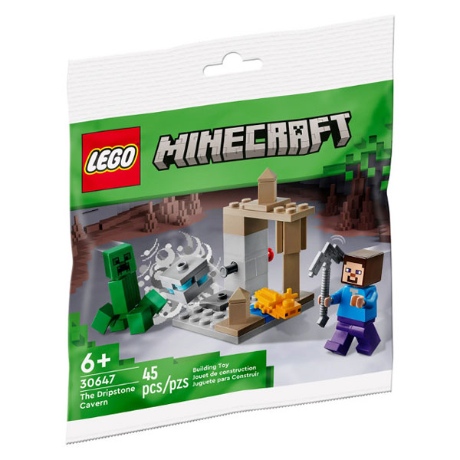 LEGO
MINECRAFT
6+
30647
The Dripstone
Cavern
45
pcs/pzs
Building Toy
Jouet de construction
Juguete para Construir